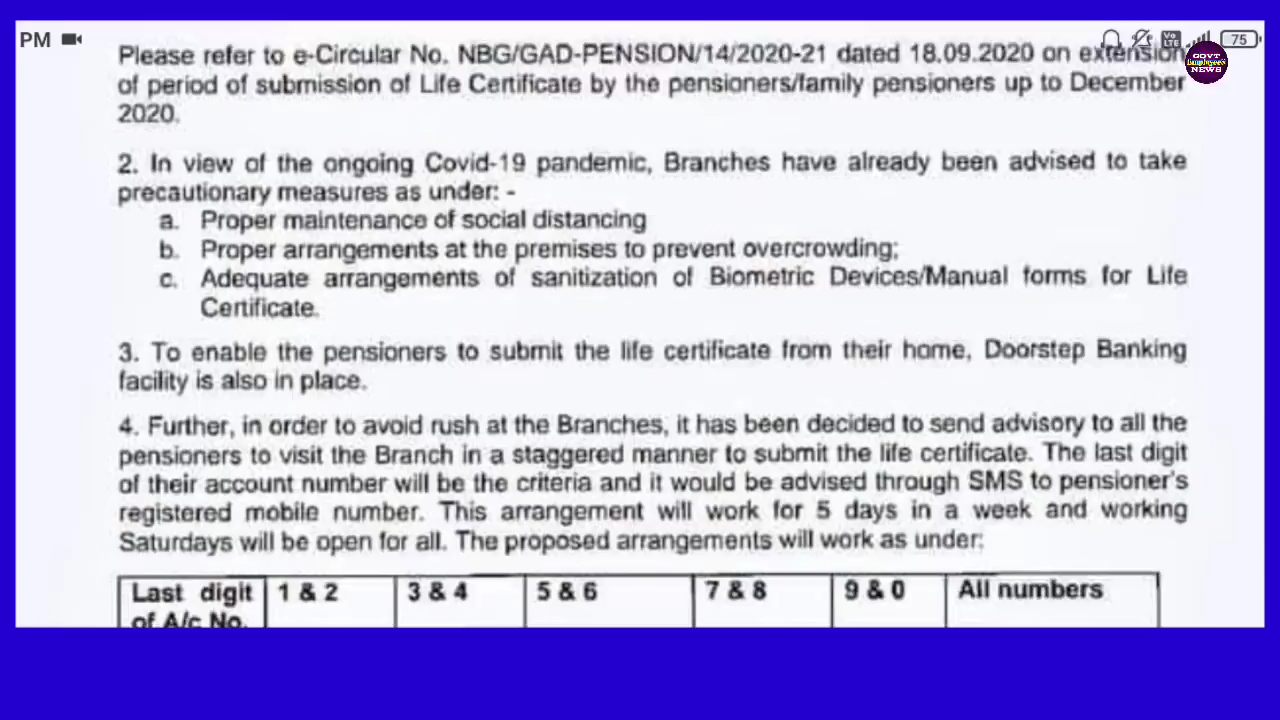 PM
Vo LTE
75
GOVT
Employee's
NEWS
Please refer to e-Circular No. NBG/GAD-PENSION/14/2020-21 dated 18.09.2020 on extension
of period of submission of Life Certificate by the pensioners/family pensioners up to December
2020.
2. In view of the ongoing Covid-19 pandemic, Branches have already been advised to take
precautionary measures as under: -
a. Proper maintenance of social distancing
b. Proper arrangements at the premises to prevent overcrowding;
c. Adequate arrangements of sanitization of Biometric Devices/Manual forms for Life
Certificate.
3. To enable the pensioners to submit the life certificate from their home, Doorstep Banking
facility is also in place.
4. Further, in order to avoid rush at the Branches, it has been decided to send advisory to all the
pensioners to visit the Branch in a staggered manner to submit the life certificate. The last digit
of their account number will be the criteria and it would be advised through SMS to pensioner's
registered mobile number. This arrangement will work for 5 days in a week and working
Saturdays will be open for all. The proposed arrangements will work as under:
Last digit 1 & 2 3 & 4 5 & 6 7 & 8 9 & 0 All numbers
of A/c No.